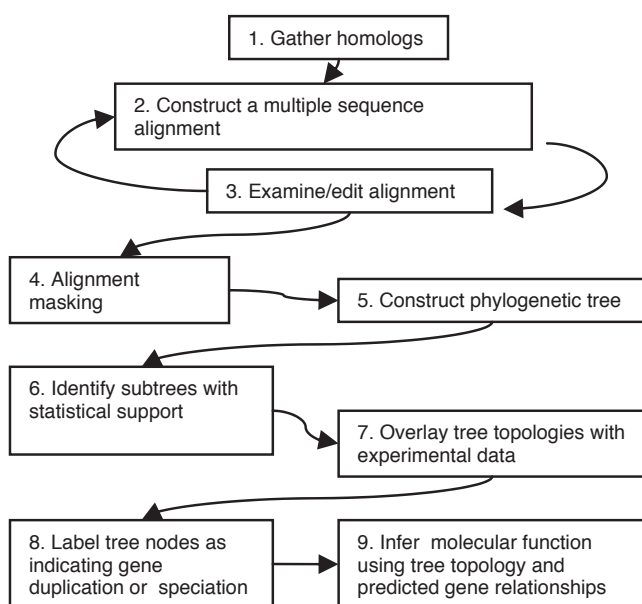 1. Gather homologs
2. Construct a multiple sequence
alignment
3. Examine/edit alignment
4. Alignment
masking
5. Construct phylogenetic tree
6. Identify subtrees with
statistical support
7. Overlay tree topologies with
experimental data
8. Label tree nodes as
indicating gene
duplication or speciation
9. Infer molecular function
using tree topology and
predicted gene relationships